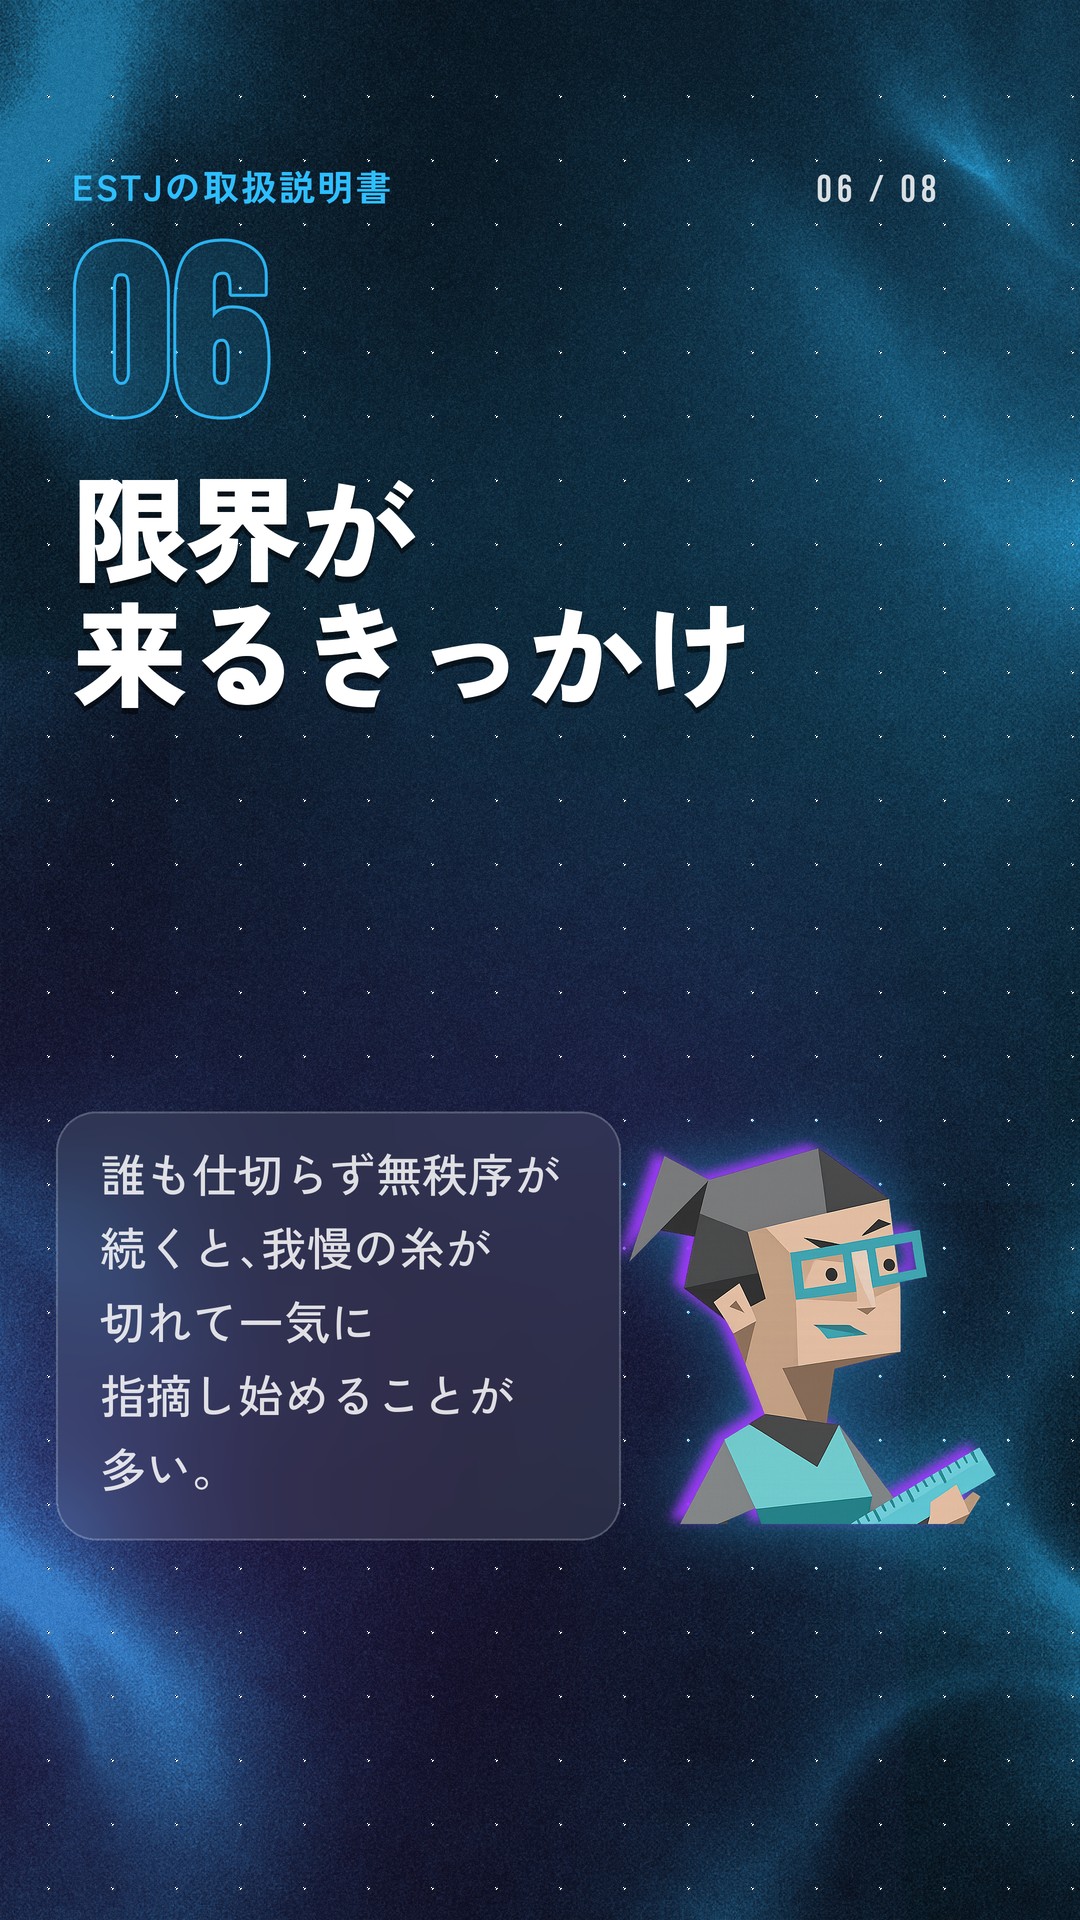 ESTJの取扱説明書
06 / 08
06
限界が
来るきっかけ
誰も仕切らず無秩序が
続くと、我慢の糸が
切れて一気に
指摘し始めることが
多い。